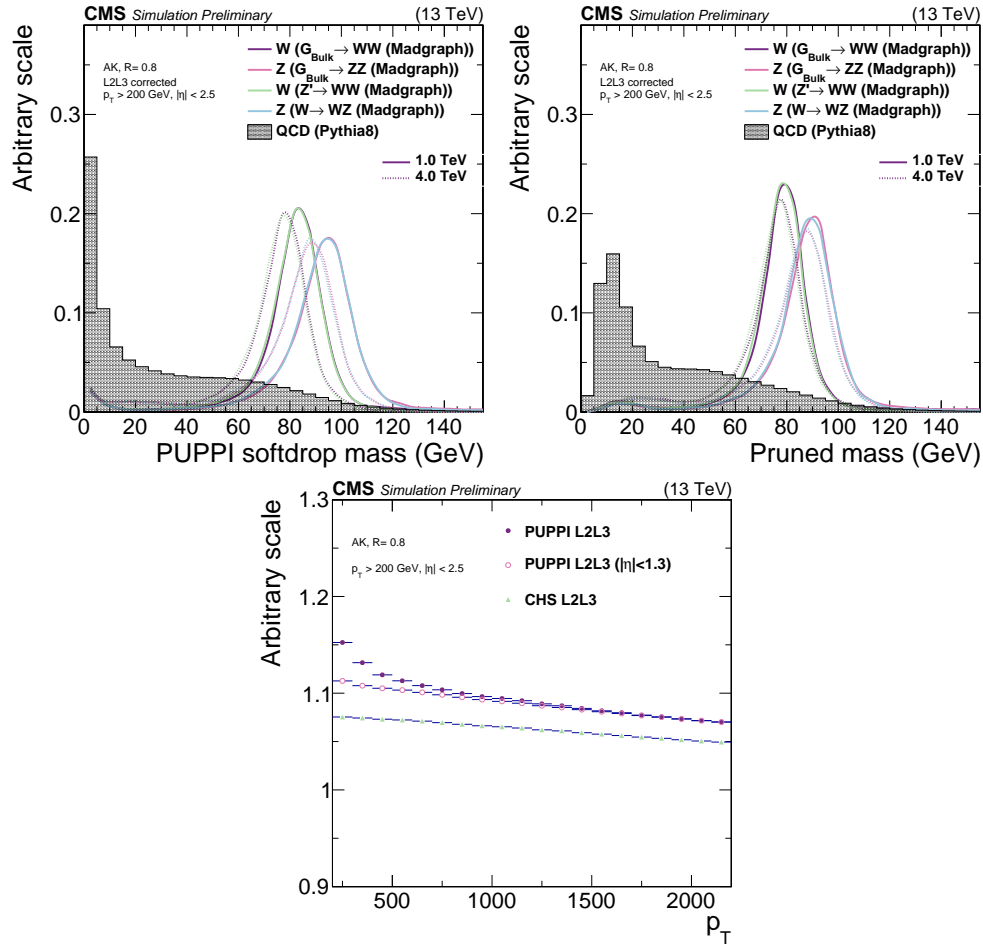 CMS Simulation Preliminary (13 TeV)
Arbitrary scale
AK, R= 0.8
L2L3 corrected
p_T > 200 GeV, |η| < 2.5
W (G_Bulk → WW (Madgraph))
Z (G_Bulk → ZZ (Madgraph))
W (Z'→ WW (Madgraph))
Z (W→ WZ (Madgraph))
QCD (Pythia8)
1.0 TeV
4.0 TeV
0.3
0.2
0.1
0
0 20 40 60 80 100 120 140
PUPPI softdrop mass (GeV)
CMS Simulation Preliminary (13 TeV)
Arbitrary scale
AK, R= 0.8
L2L3 corrected
p_T > 200 GeV, |η| < 2.5
W (G_Bulk → WW (Madgraph))
Z (G_Bulk → ZZ (Madgraph))
W (Z'→ WW (Madgraph))
Z (W→ WZ (Madgraph))
QCD (Pythia8)
1.0 TeV
4.0 TeV
0.3
0.2
0.1
0
0 20 40 60 80 100 120 140
Pruned mass (GeV)
CMS Simulation Preliminary (13 TeV)
Arbitrary scale
AK, R= 0.8
p_T > 200 GeV, |η| < 2.5
PUPPI L2L3
PUPPI L2L3 (|η|<1.3)
CHS L2L3
1.3
1.2
1.1
1
0.9
500 1000 1500 2000
p_T